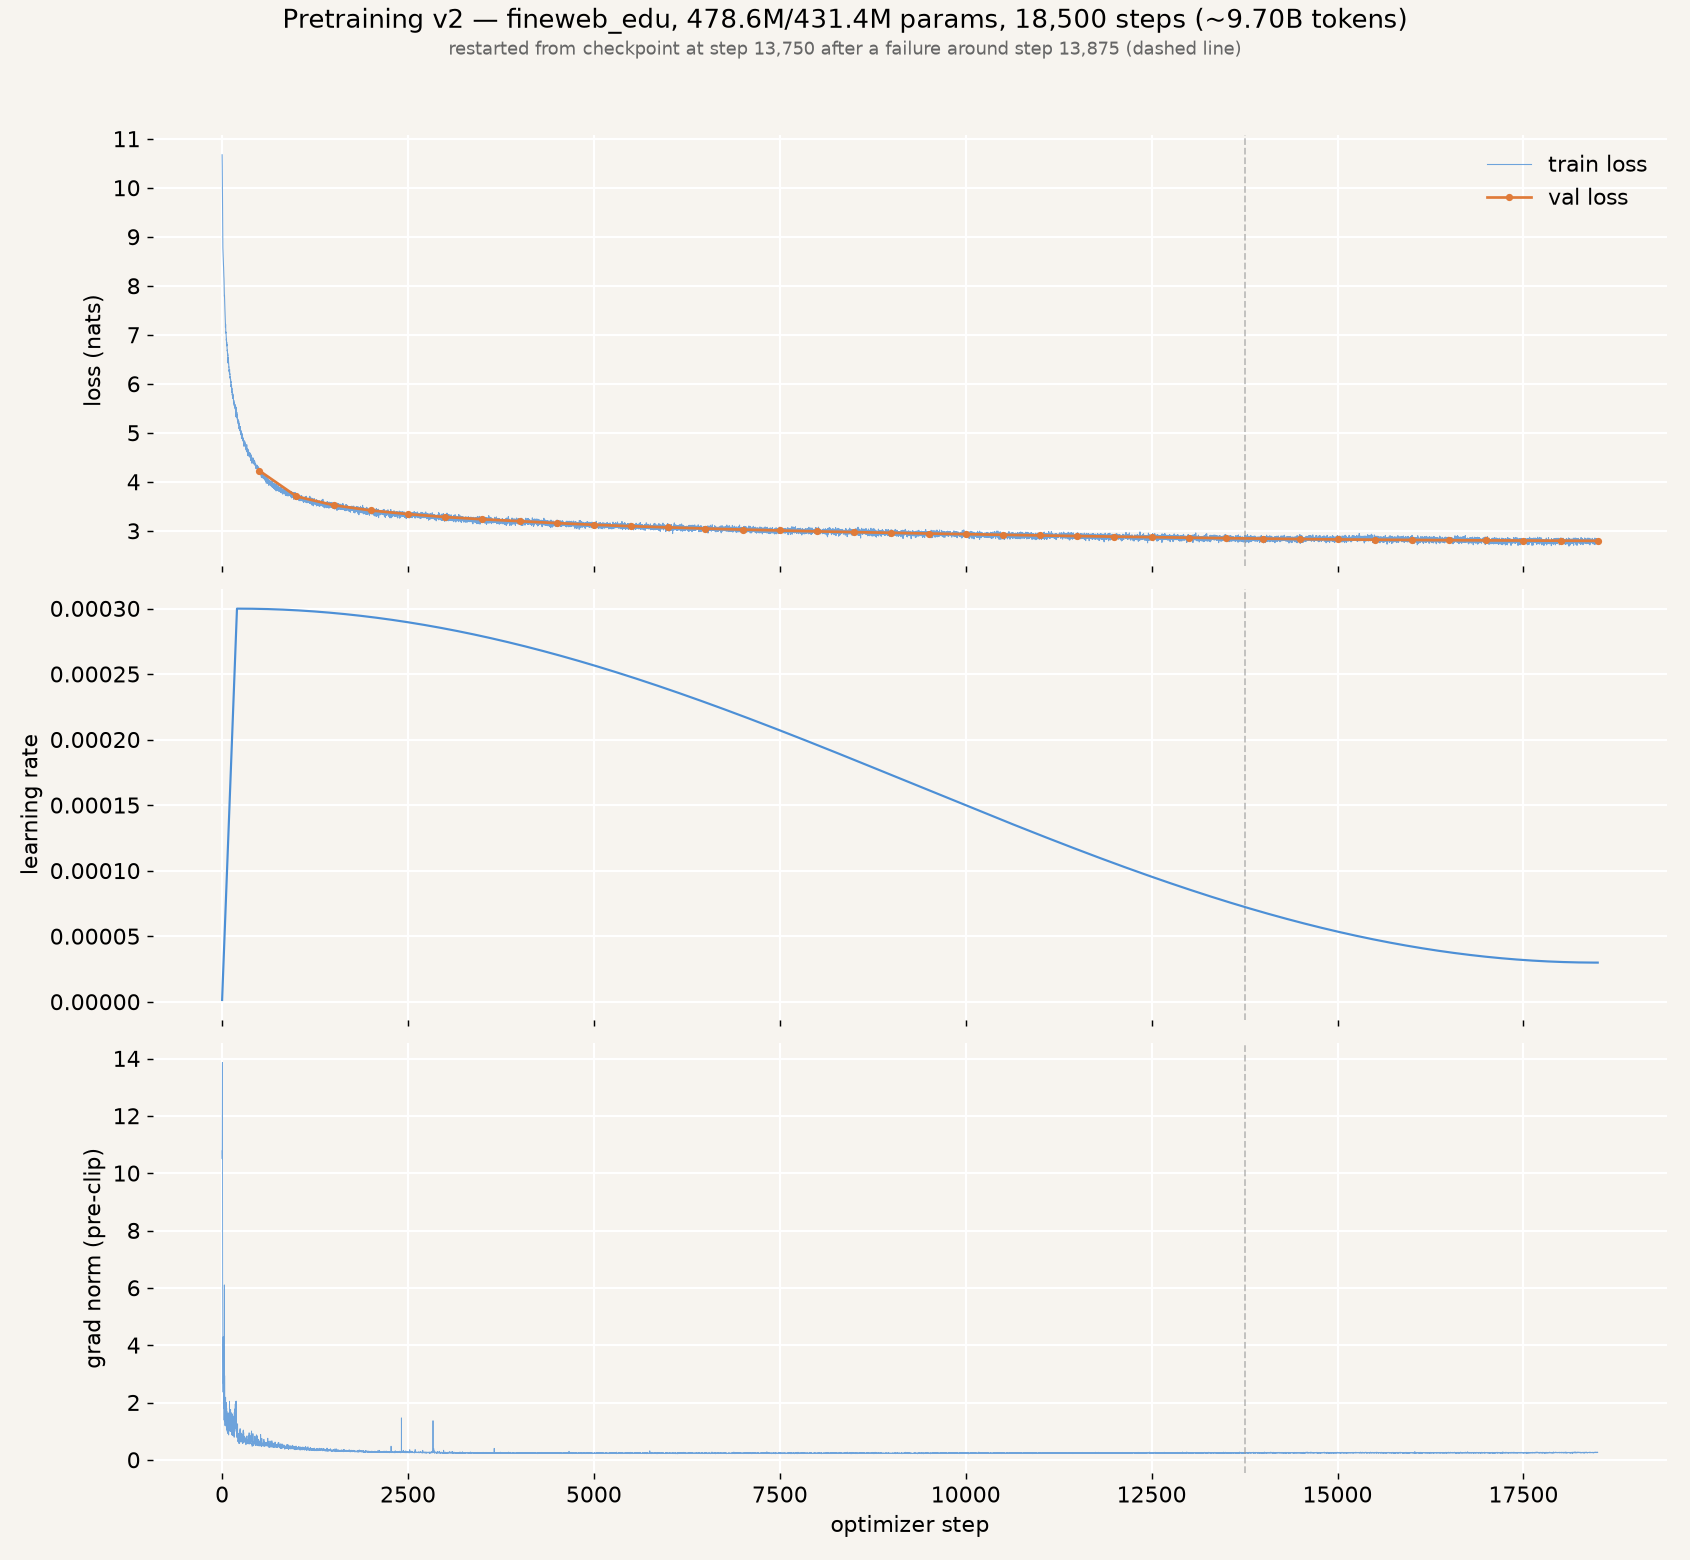 Pretraining v2 — fineweb_edu, 478.6M/431.4M params, 18,500 steps (~9.70B tokens)
restarted from checkpoint at step 13,750 after a failure around step 13,875 (dashed line)
11
10
9
8
7
6
5
4
3
loss (nats)
train loss
val loss
0.00030
0.00025
0.00020
0.00015
0.00010
0.00005
0.00000
learning rate
14
12
10
8
6
4
2
0
grad norm (pre-clip)
0 2500 5000 7500 10000 12500 15000 17500
optimizer step